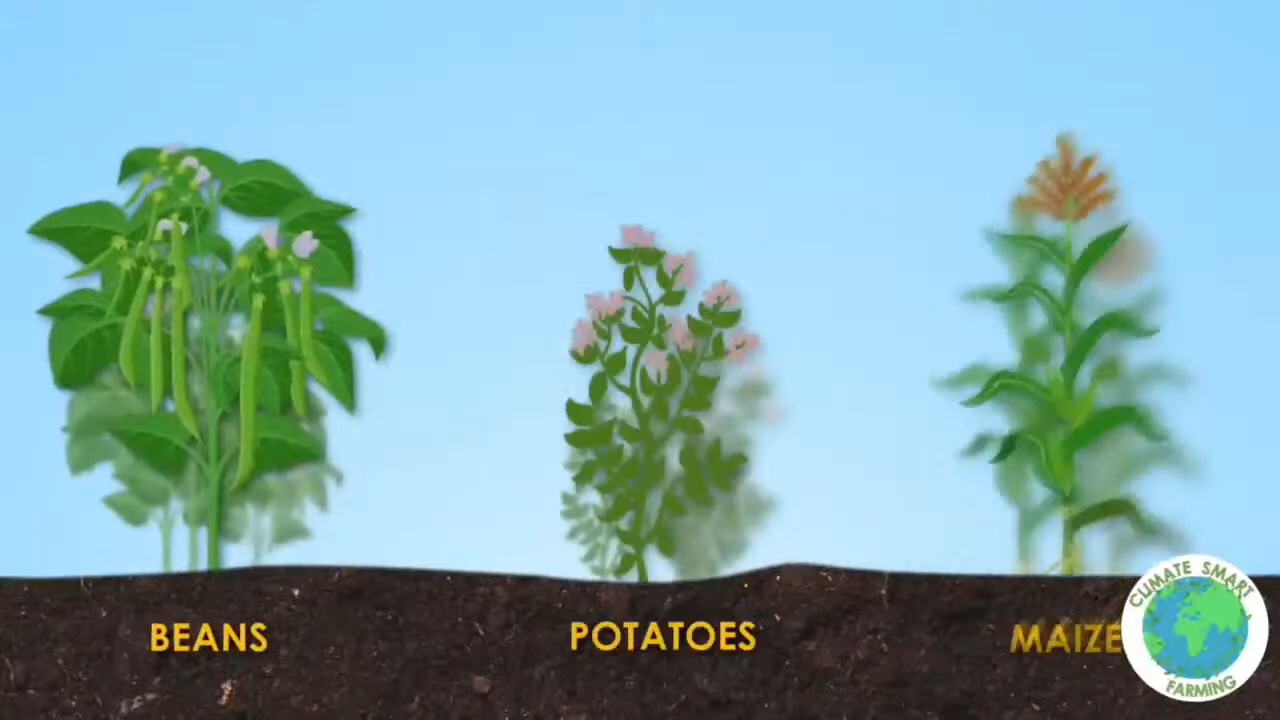 BEANS
POTATOES
MAIZE
CLIMATE SMART
FARMING